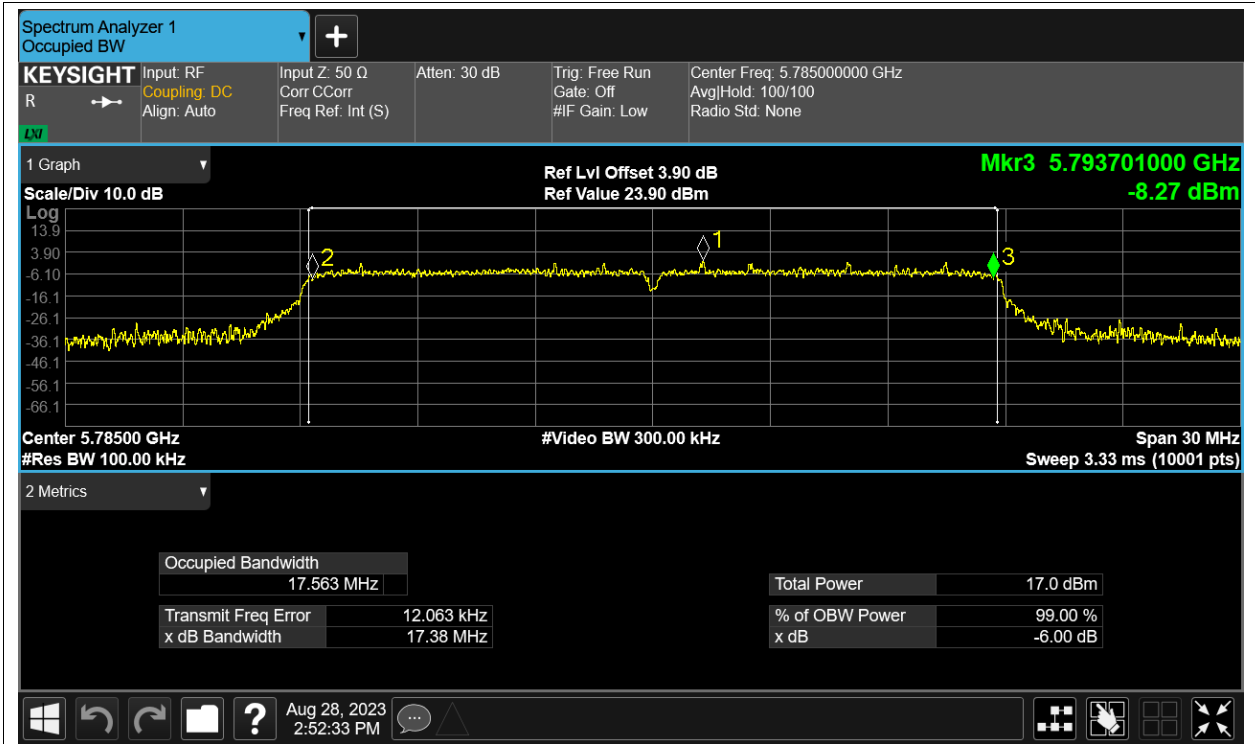 Spectrum Analyzer 1
Occupied BW
KEYSIGHT
R
LXI
Input: RF
Coupling: DC
Align: Auto
Input Z: 50 Ω
Corr CCorr
Freq Ref: Int (S)
Atten: 30 dB
Trig: Free Run
Gate: Off
#IF Gain: Low
Center Freq: 5.785000000 GHz
Avg|Hold: 100/100
Radio Std: None
1 Graph
Scale/Div 10.0 dB
Ref Lvl Offset 3.90 dB
Ref Value 23.90 dBm
Mkr3 5.793701000 GHz
-8.27 dBm
Log
13.9
3.90
-6.10
-16.1
-26.1
-36.1
-46.1
-56.1
-66.1
2
1
3
Center 5.78500 GHz
#Res BW 100.00 kHz
#Video BW 300.00 kHz
Span 30 MHz
Sweep 3.33 ms (10001 pts)
2 Metrics
Occupied Bandwidth
17.563 MHz
Transmit Freq Error 12.063 kHz
x dB Bandwidth 17.38 MHz
Total Power 17.0 dBm
% of OBW Power 99.00 %
x dB -6.00 dB
?
Aug 28, 2023
2:52:33 PM